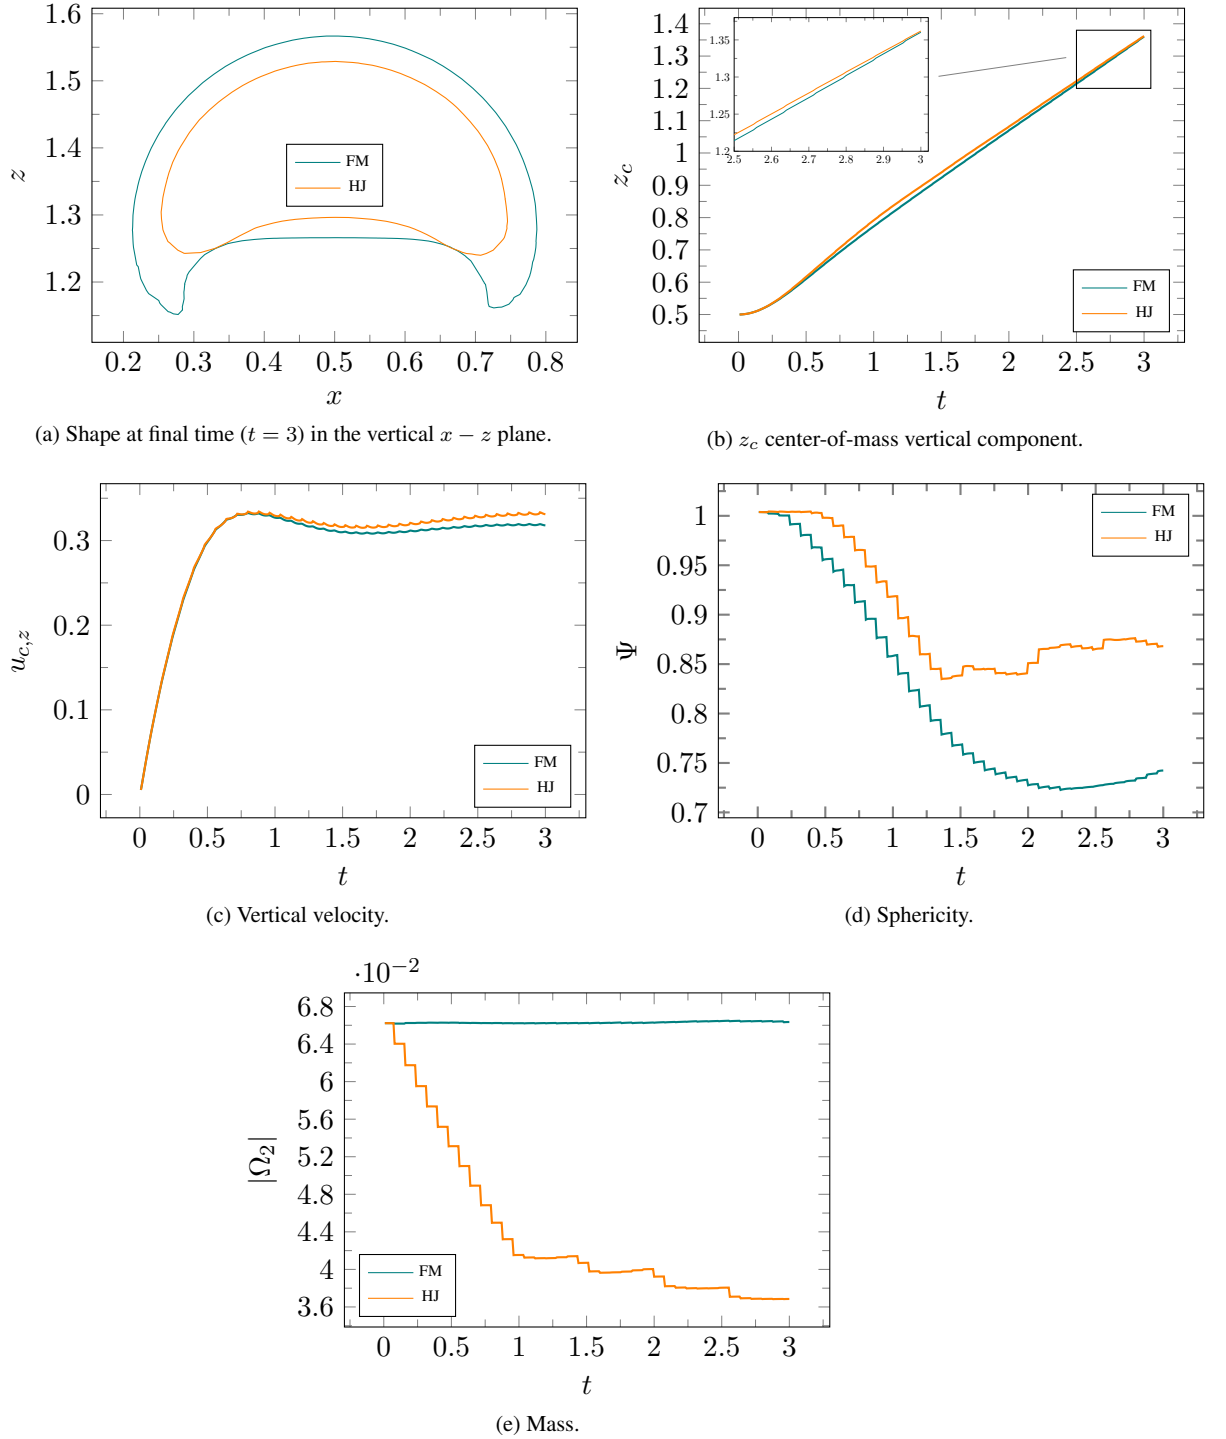 1.6
1.5
1.4
1.3
1.2
z
FM
HJ
0.2 0.3 0.4 0.5 0.6 0.7 0.8
x
(a) Shape at final time (t = 3) in the vertical x − z plane.
1.4
1.3
1.2
1.1
1
0.9
0.8
0.7
0.6
0.5
z_c
1.35
1.3
1.25
1.2
2.5 2.6 2.7 2.8 2.9 3
FM
HJ
0 0.5 1 1.5 2 2.5 3
t
(b) z_c center-of-mass vertical component.
0.3
0.2
0.1
0
u_{c,z}
FM
HJ
0 0.5 1 1.5 2 2.5 3
t
(c) Vertical velocity.
1
0.95
0.9
0.85
0.8
0.75
0.7
Ψ
FM
HJ
0 0.5 1 1.5 2 2.5 3
t
(d) Sphericity.
·10⁻²
6.8
6.4
6
5.6
5.2
4.8
4.4
4
3.6
|Ω₂|
FM
HJ
0 0.5 1 1.5 2 2.5 3
t
(e) Mass.